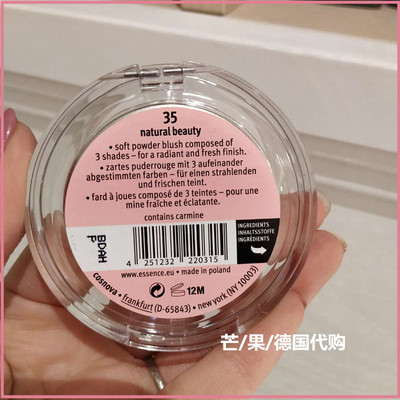 35
natural beauty
• soft powder blush composed of
3 shades – for a radiant and fresh finish.
• zartes puderrouge mit 3 aufeinander
abgestimmten farben – für einen strahlenden
und frischen teint.
• fard à joues composé de 3 teintes – pour une
mine fraîche et éclatante.
contains carmine
INGREDIENTS
INHALTSSTOFFE
INGRÉDIENTS
4 251232 220315
www.essence.eu • made in poland
12M
cosnova • frankfurt (D-65843) • new york (NY 10003)
芒/果/德国代购